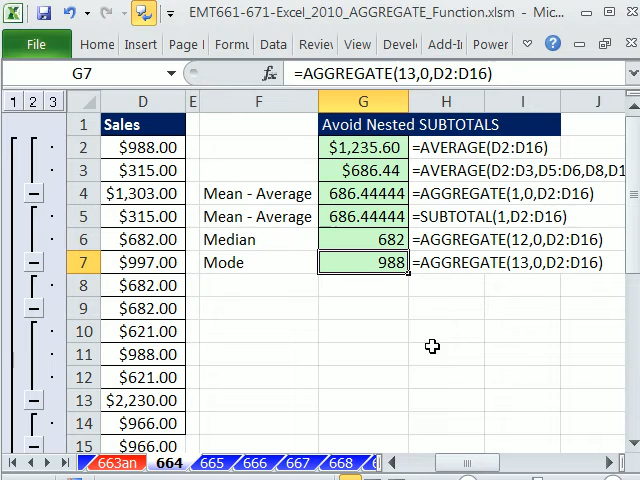 EMT661-671-Excel_2010_AGGREGATE_Function.xlsm - Mic...
File Home Insert Page l Formu Data Revie View Devel Add-I Power
G7 fx =AGGREGATE(13,0,D2:D16)
1 2 3 D E F G H I J
1 Sales Avoid Nested SUBTOTALS
2 $988.00 $1,235.60 =AVERAGE(D2:D16)
3 $315.00 $686.44 =AVERAGE(D2:D3,D5:D6,D8,D1
4 $1,303.00 Mean - Average 686.44444 =AGGREGATE(1,0,D2:D16)
5 $315.00 Mean - Average 686.44444 =SUBTOTAL(1,D2:D16)
6 $682.00 Median 682 =AGGREGATE(12,0,D2:D16)
7 $997.00 Mode 988 =AGGREGATE(13,0,D2:D16)
8 $682.00
9 $682.00
10 $621.00
11 $988.00
12 $621.00
13 $2,230.00
14 $966.00
15 $966.00
663an 664 665 666 667 668